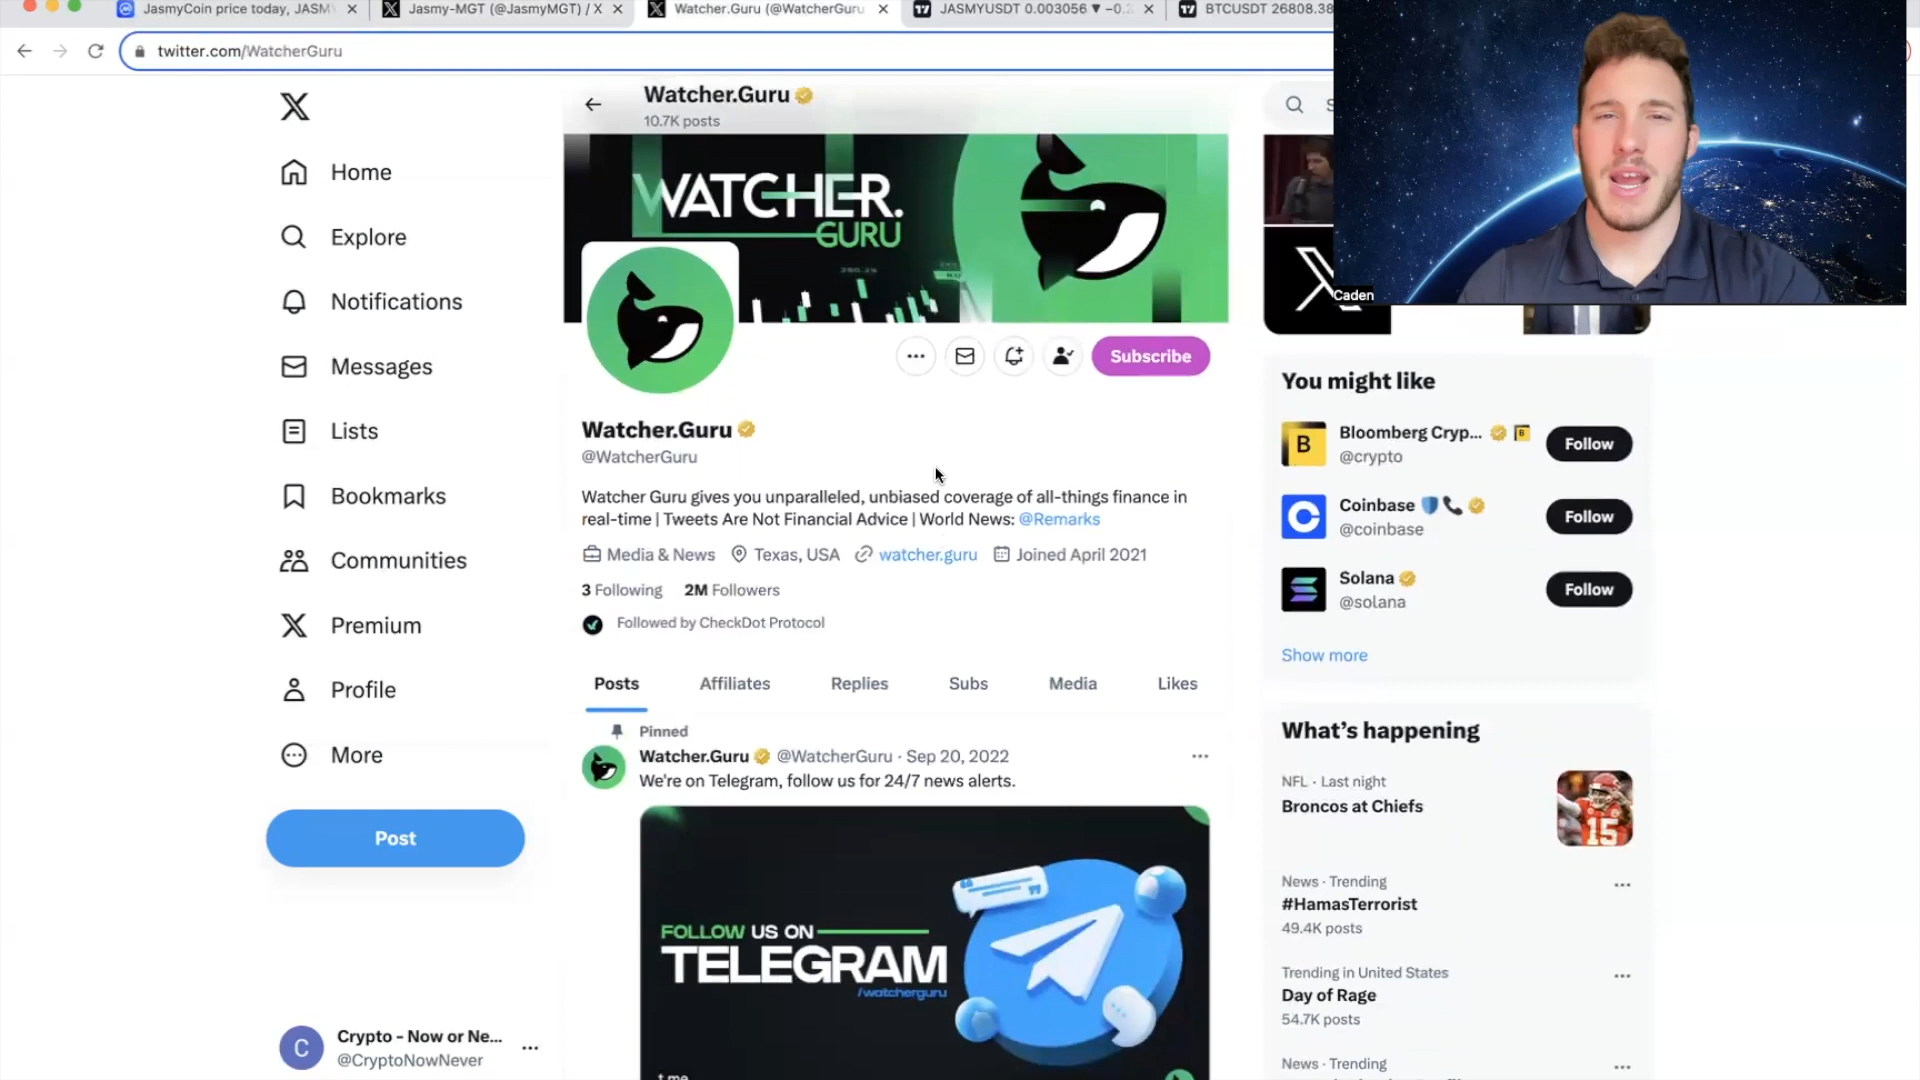 JasmyCoin price today, JASM
Jasmy-MGT (@JasmyMGT) / X
Watcher.Guru (@WatcherGuru
JASMYUSDT 0.003056 ▼ −0.
BTCUSDT 26808.38
twitter.com/WatcherGuru
Watcher.Guru
10.7K posts
WATCHER.
GURU
Caden
Home
Explore
Notifications
Messages
Lists
Bookmarks
Communities
Premium
Profile
More
Post
Crypto - Now or Ne...
@CryptoNowNever
C
Subscribe
Watcher.Guru
@WatcherGuru
Watcher Guru gives you unparalleled, unbiased coverage of all-things finance in
real-time | Tweets Are Not Financial Advice | World News: @Remarks
Media & News Texas, USA watcher.guru Joined April 2021
3 Following 2M Followers
Followed by CheckDot Protocol
Posts Affiliates Replies Subs Media Likes
Pinned
Watcher.Guru @WatcherGuru · Sep 20, 2022
We're on Telegram, follow us for 24/7 news alerts.
FOLLOW US ON
TELEGRAM
/watcherguru
t.me
You might like
Bloomberg Cryp...
@crypto
Follow
Coinbase
@coinbase
Follow
Solana
@solana
Follow
Show more
What's happening
NFL · Last night
Broncos at Chiefs
15
News · Trending
#HamasTerrorist
49.4K posts
Trending in United States
Day of Rage
54.7K posts
News · Trending